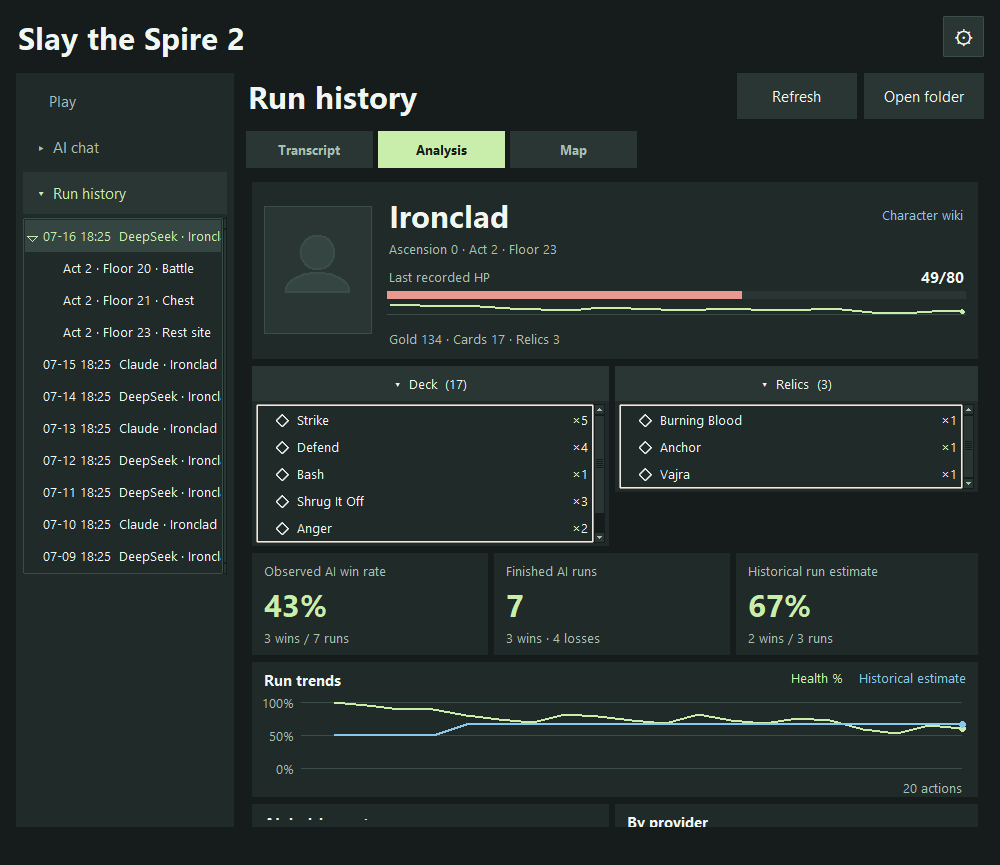 Slay the Spire 2
Play
AI chat
Run history
07-16 18:25 DeepSeek · Ironcl
Act 2 · Floor 20 · Battle
Act 2 · Floor 21 · Chest
Act 2 · Floor 23 · Rest site
07-15 18:25 Claude · Ironclad
07-14 18:25 DeepSeek · Ironcl
07-13 18:25 Claude · Ironclad
07-12 18:25 DeepSeek · Ironcl
07-11 18:25 DeepSeek · Ironcl
07-10 18:25 Claude · Ironclad
07-09 18:25 DeepSeek · Ironcl
Run history
Refresh
Open folder
Transcript
Analysis
Map
Ironclad
Character wiki
Ascension 0 · Act 2 · Floor 23
Last recorded HP
49/80
Gold 134 · Cards 17 · Relics 3
Deck (17)
Strike ×5
Defend ×4
Bash ×1
Shrug It Off ×3
Anger ×2
Relics (3)
Burning Blood ×1
Anchor ×1
Vajra ×1
Observed AI win rate
43%
3 wins / 7 runs
Finished AI runs
7
3 wins · 4 losses
Historical run estimate
67%
2 wins / 3 runs
Run trends
Health %
Historical estimate
100%
50%
0%
20 actions
By provider